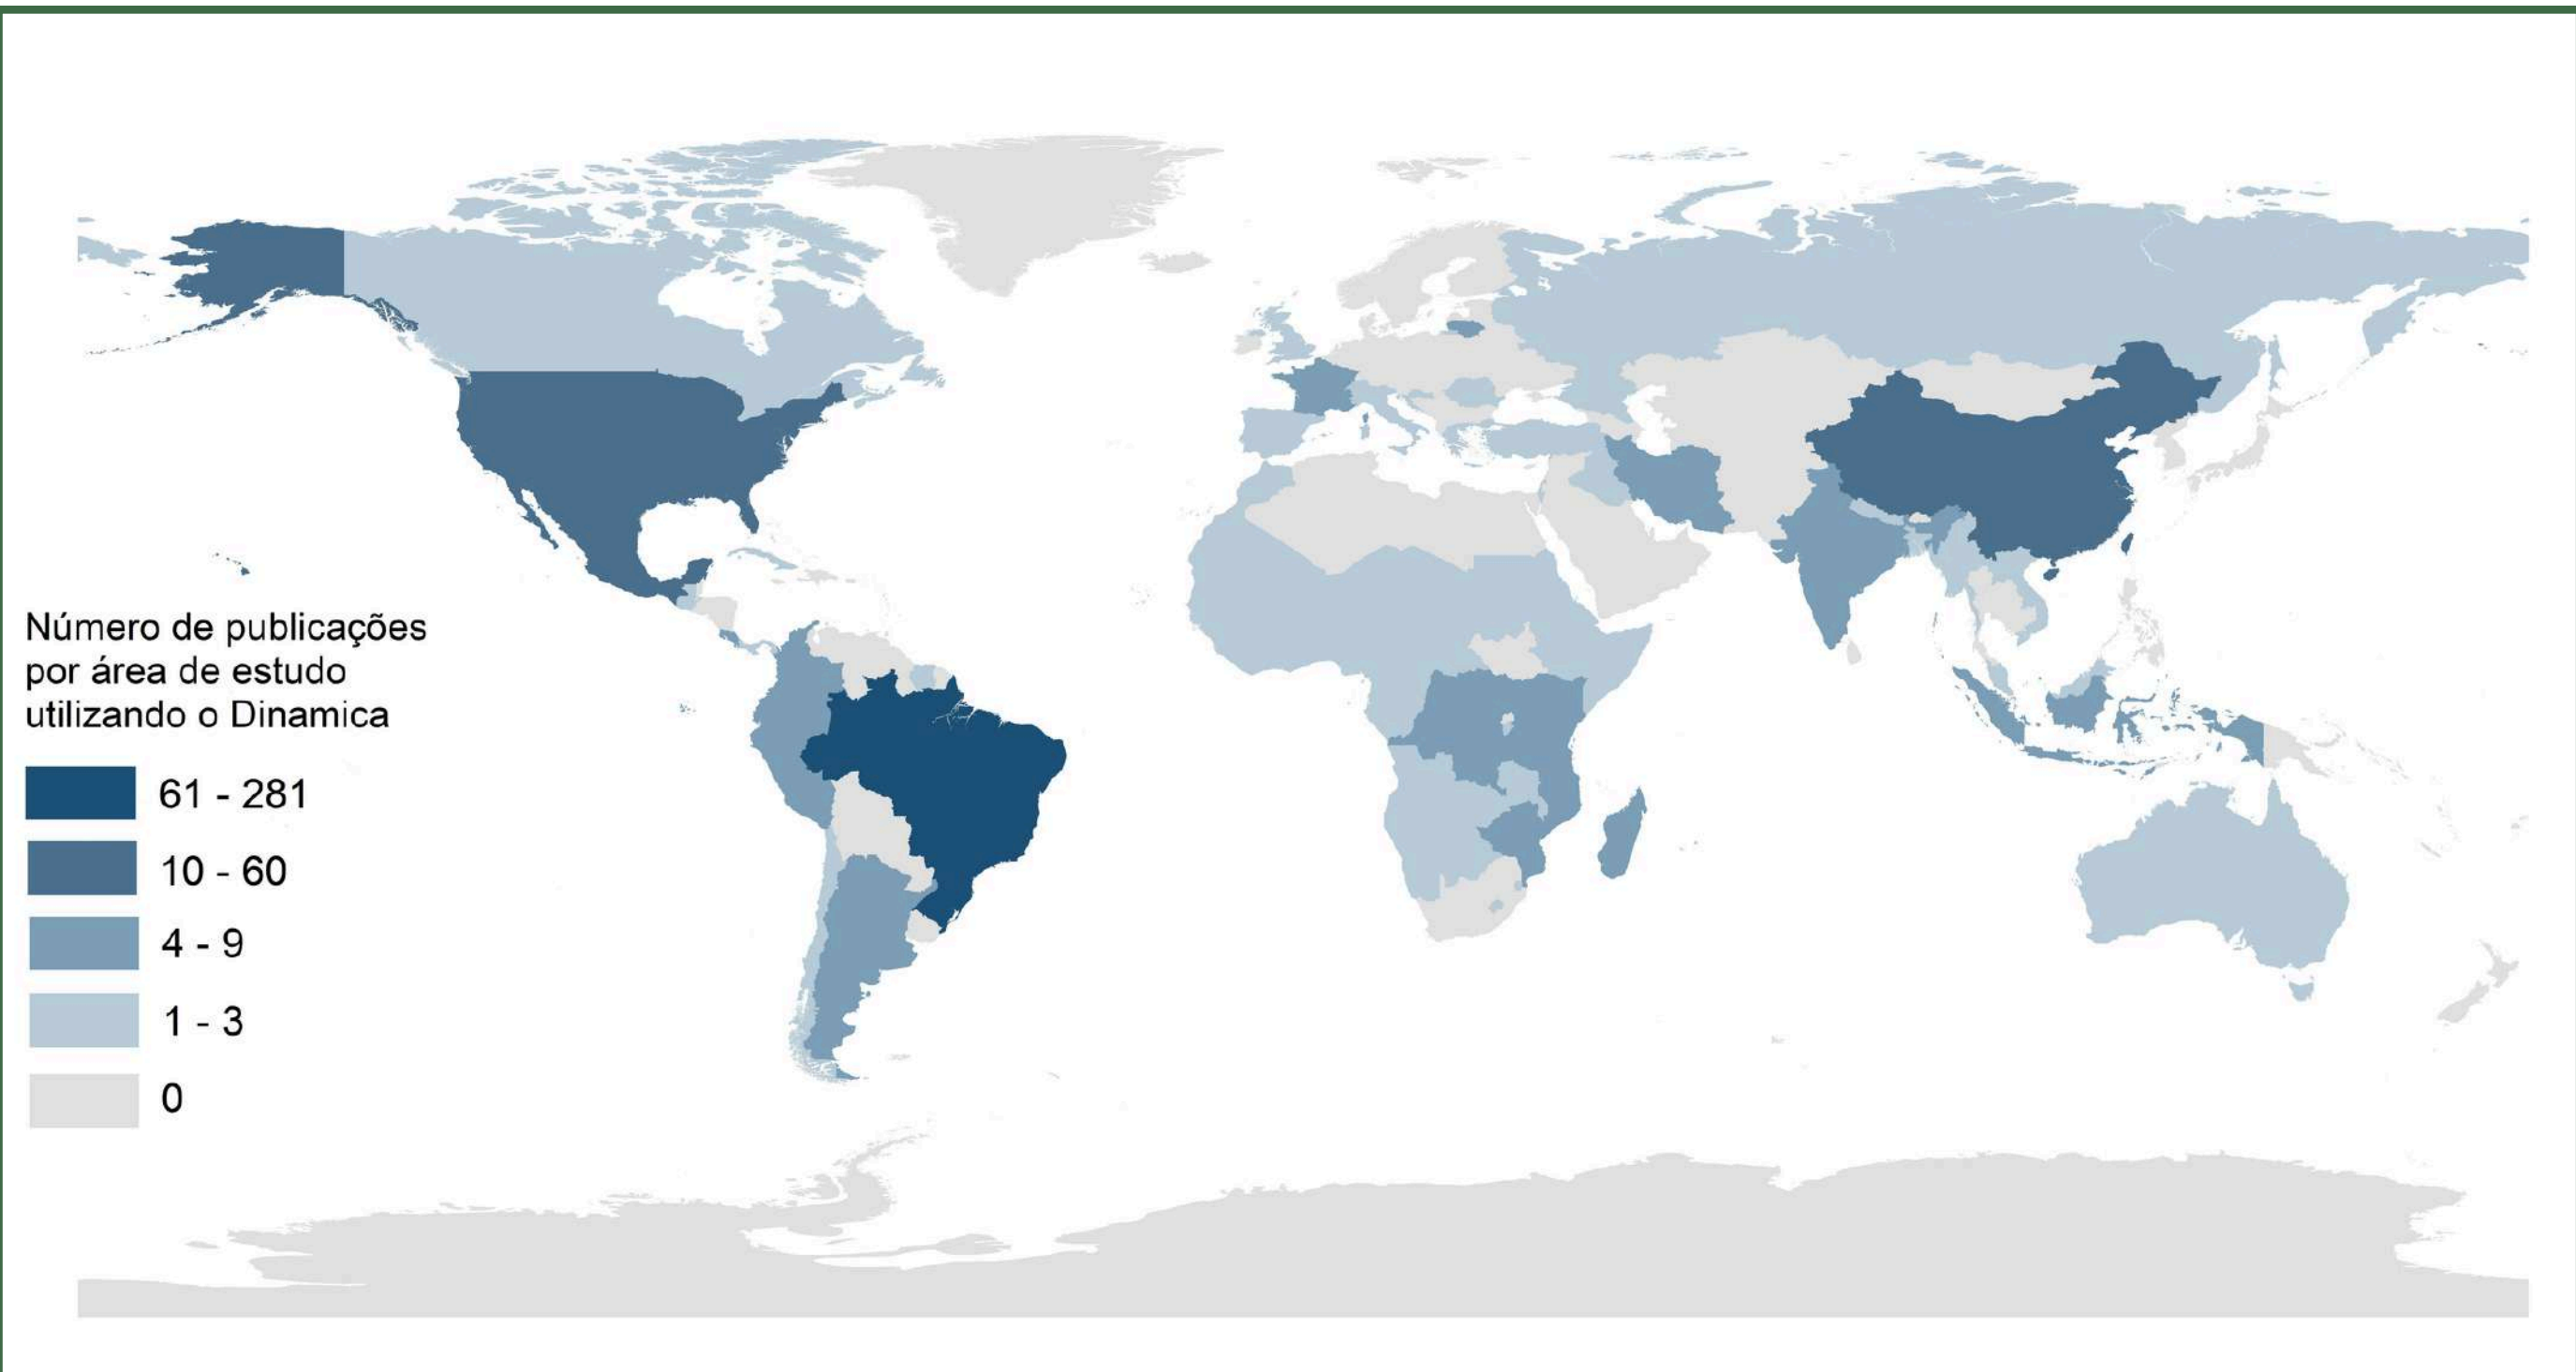 Número de publicações
por área de estudo
utilizando o Dinamica
61 - 281
10 - 60
4 - 9
1 - 3
0